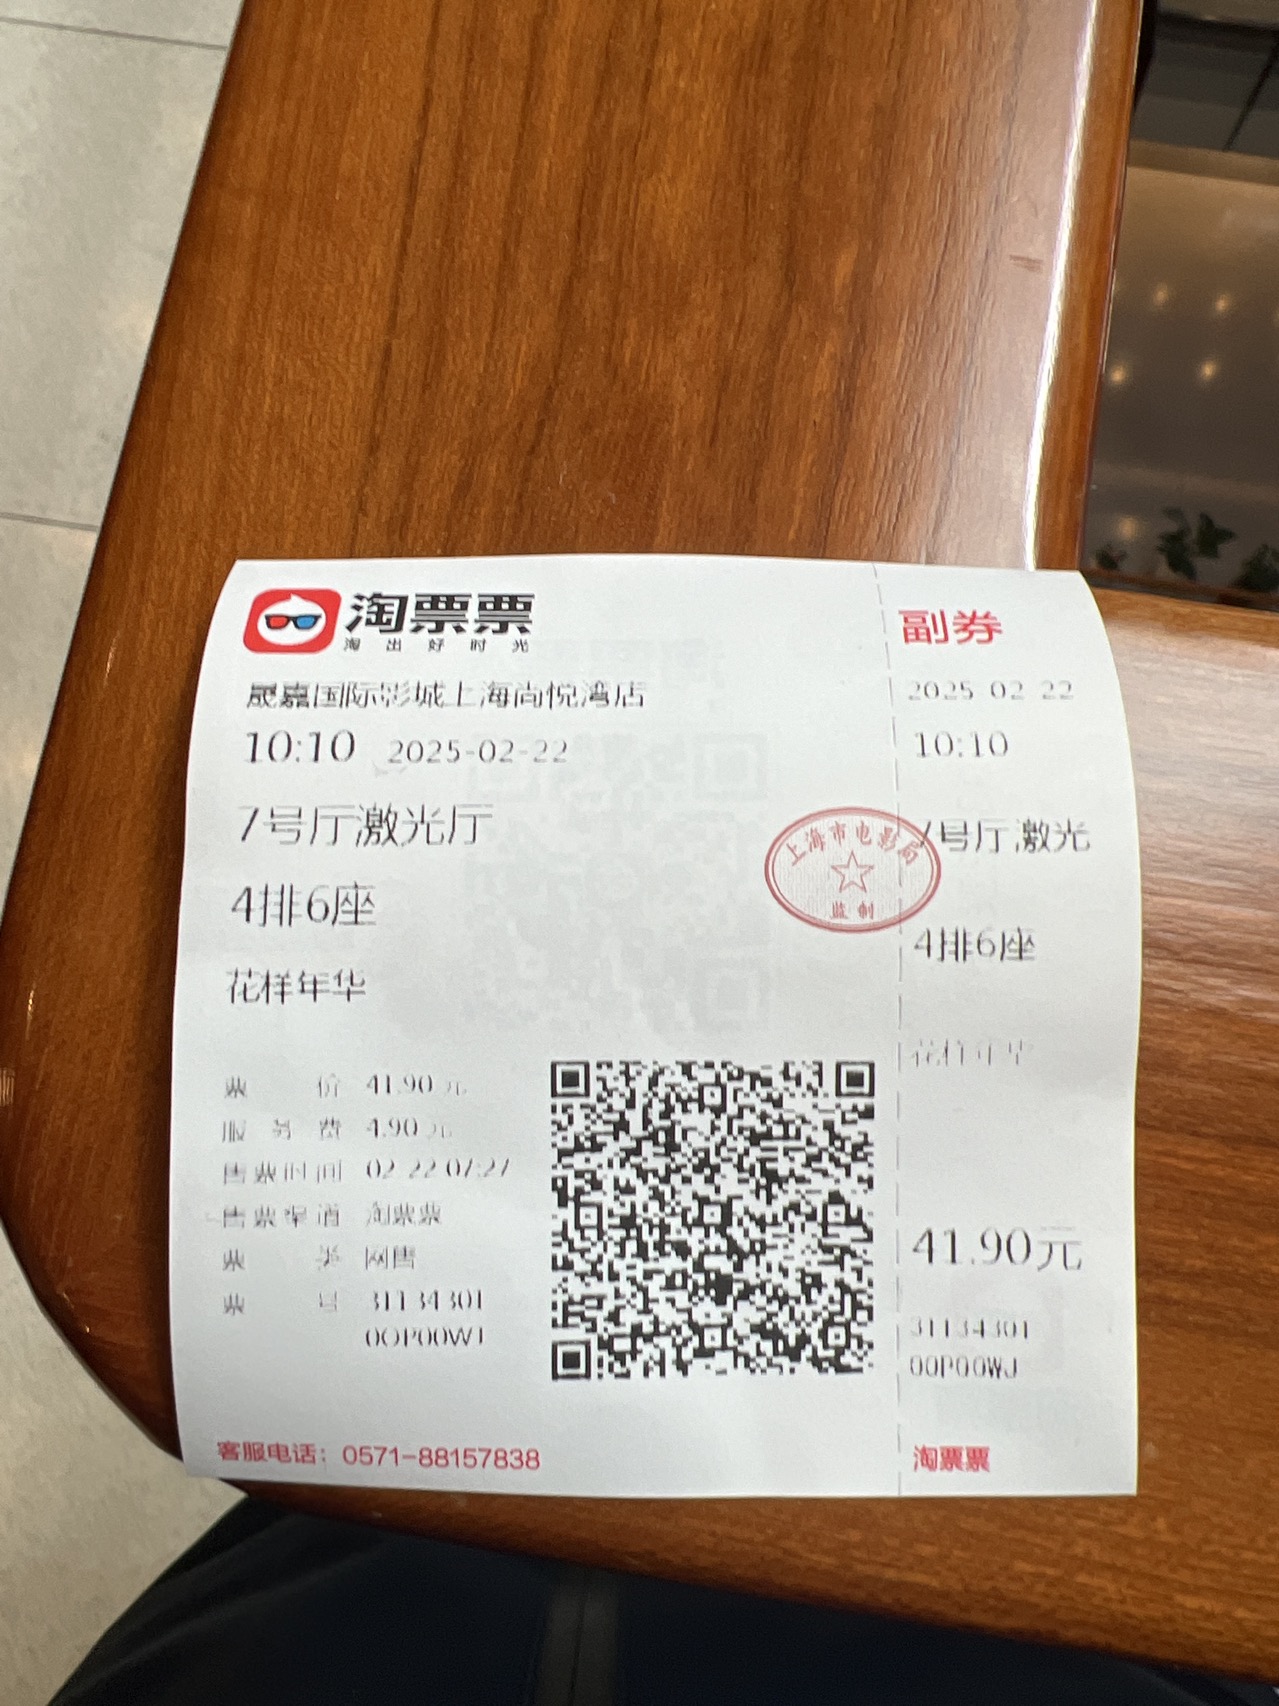 淘票票
淘出好时光
晟嘉国际影城上海尚悦湾店
10:10 2025-02-22
7号厅激光厅
4排6座
花样年华
票价 41.90元
服务费 4.90元
售票时间 02-22 07:27
售票渠道 淘票票
票类 网售
票号 31134301
00P00WJ
客服电话：0571-88157838
上海市电影局
监制
副券
2025-02-22
10:10
7号厅激光
4排6座
花样年华
41.90元
31134301
00P00WJ
淘票票